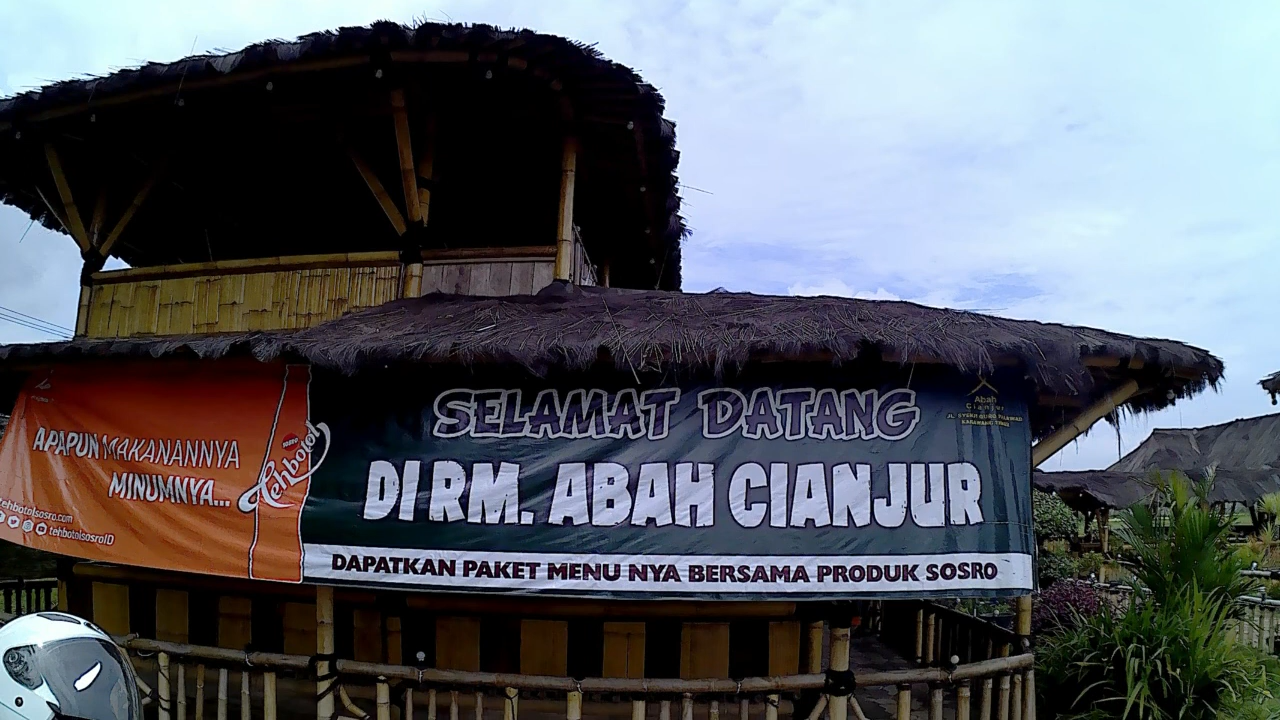 APAPUN MAKANANNYA
MINUMNYA...
SOSRO
Tehbotol
tehbotolsosro.com
tehbotolsosroID
SELAMAT DATANG
DI RM. ABAH CIANJUR
DAPATKAN PAKET MENU NYA BERSAMA PRODUK SOSRO
Abah
Cianjur